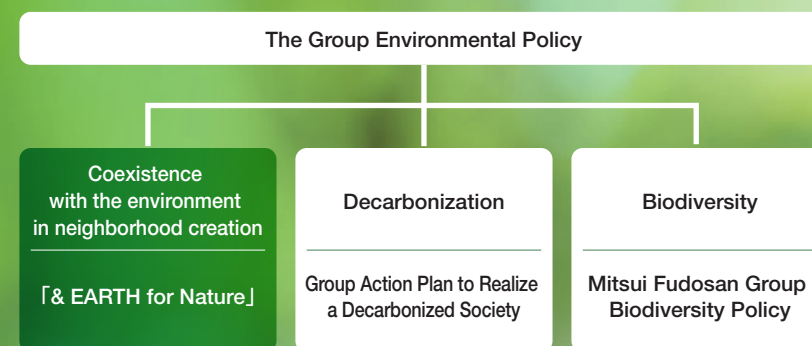 The Group Environmental Policy
Coexistence
with the environment
in neighborhood creation
「& EARTH for Nature」
Decarbonization
Group Action Plan to Realize
a Decarbonized Society
Biodiversity
Mitsui Fudosan Group
Biodiversity Policy